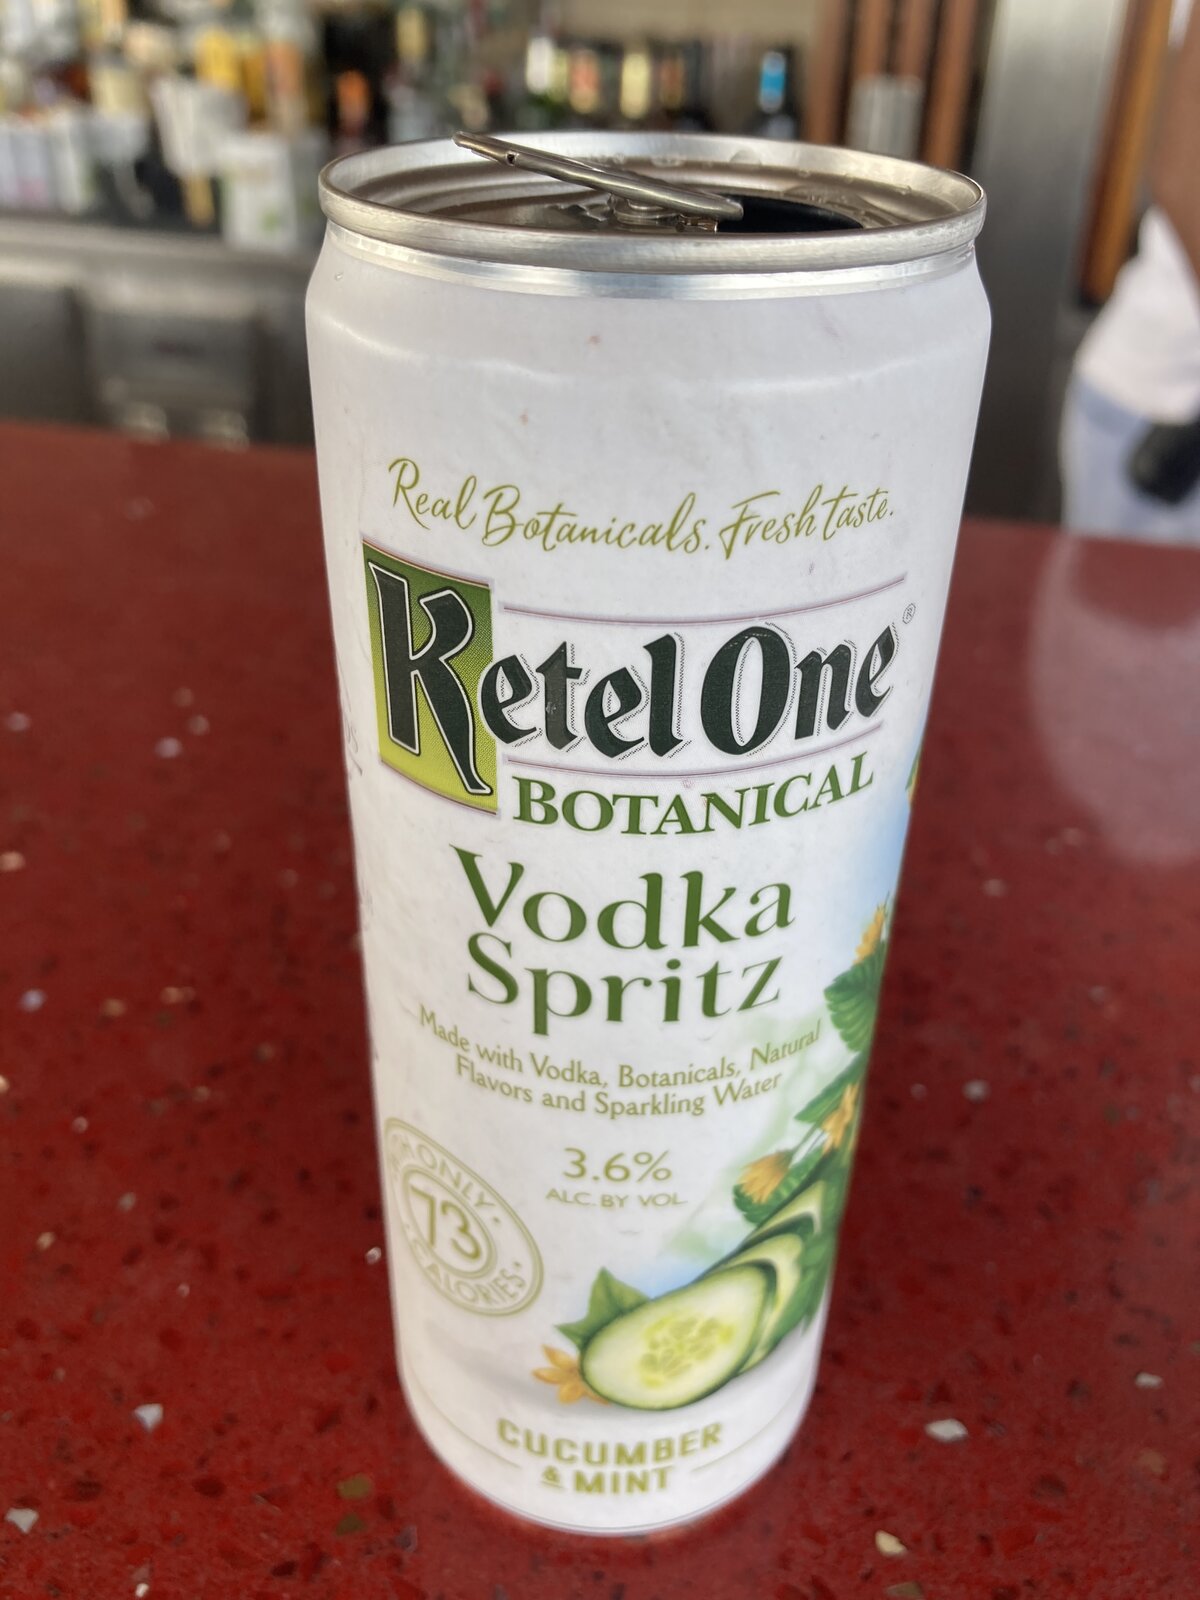 Real Botanicals. Fresh taste.
Ketel One®
BOTANICAL
Vodka
Spritz
Made with Vodka, Botanicals, Natural
Flavors and Sparkling Water
3.6%
ALC. BY VOL
ONLY
73
CALORIES
CUCUMBER
& MINT